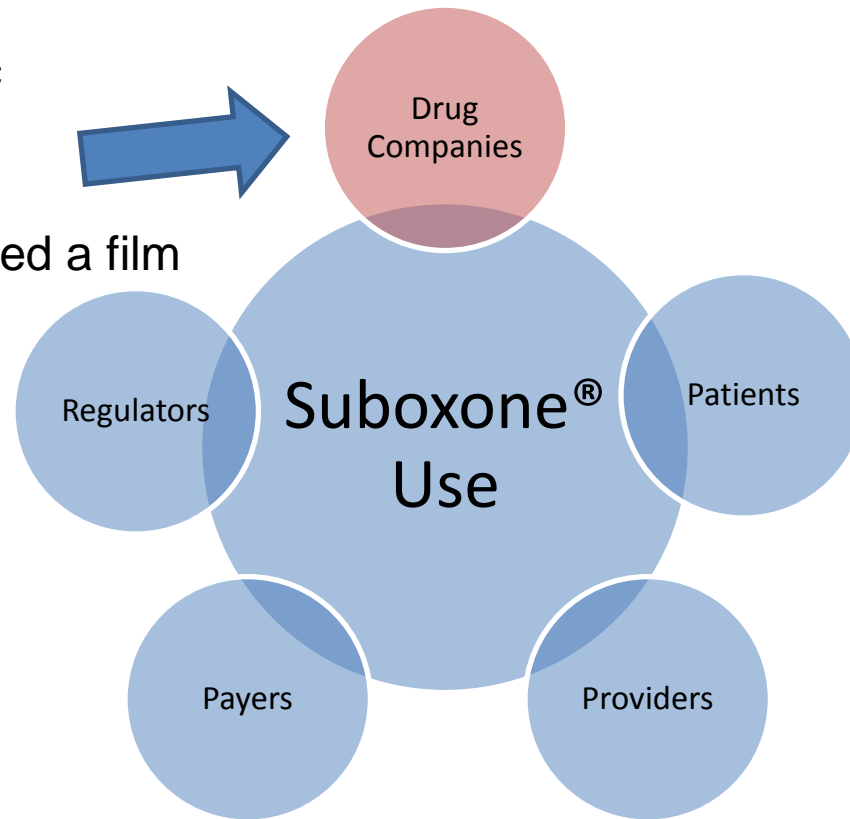 ed a film
Drug
Companies
Regulators
Suboxone®
Use
Patients
Payers
Providers